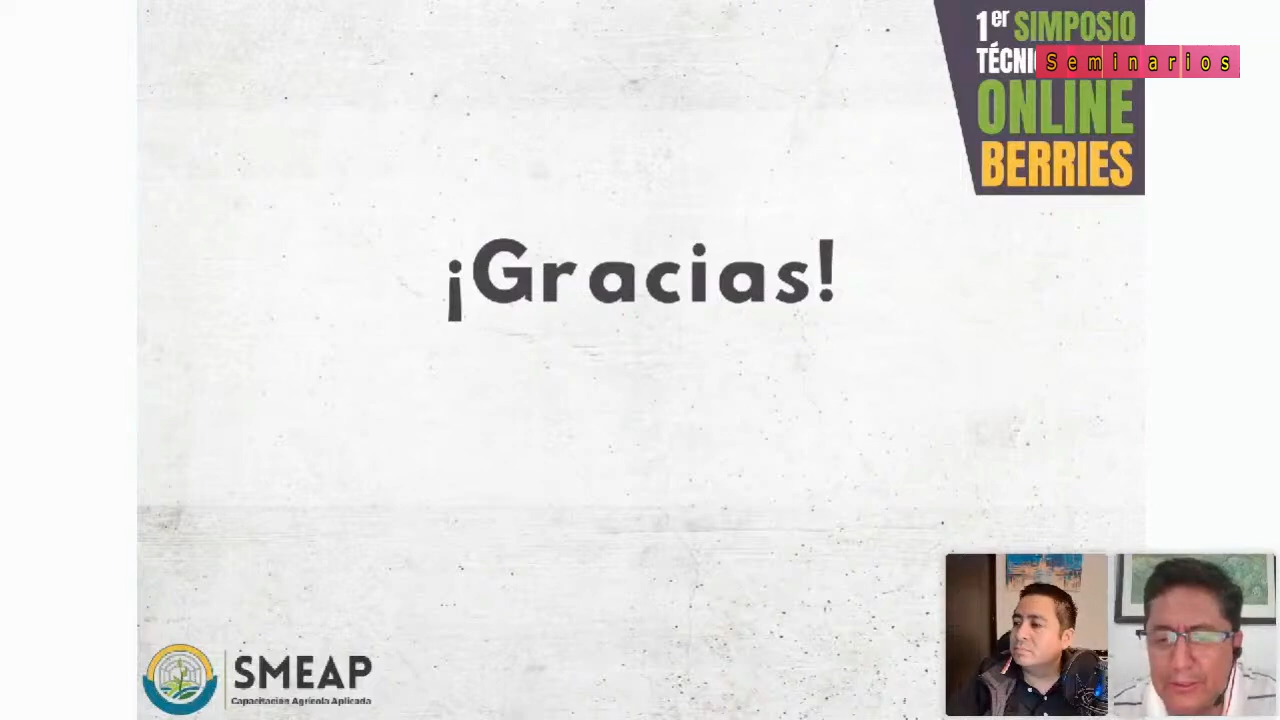 1er SIMPOSIO
TÉCNI
Seminarios
ONLINE
BERRIES
¡Gracias!
SMEAP
Capacitación Agrícola Aplicada